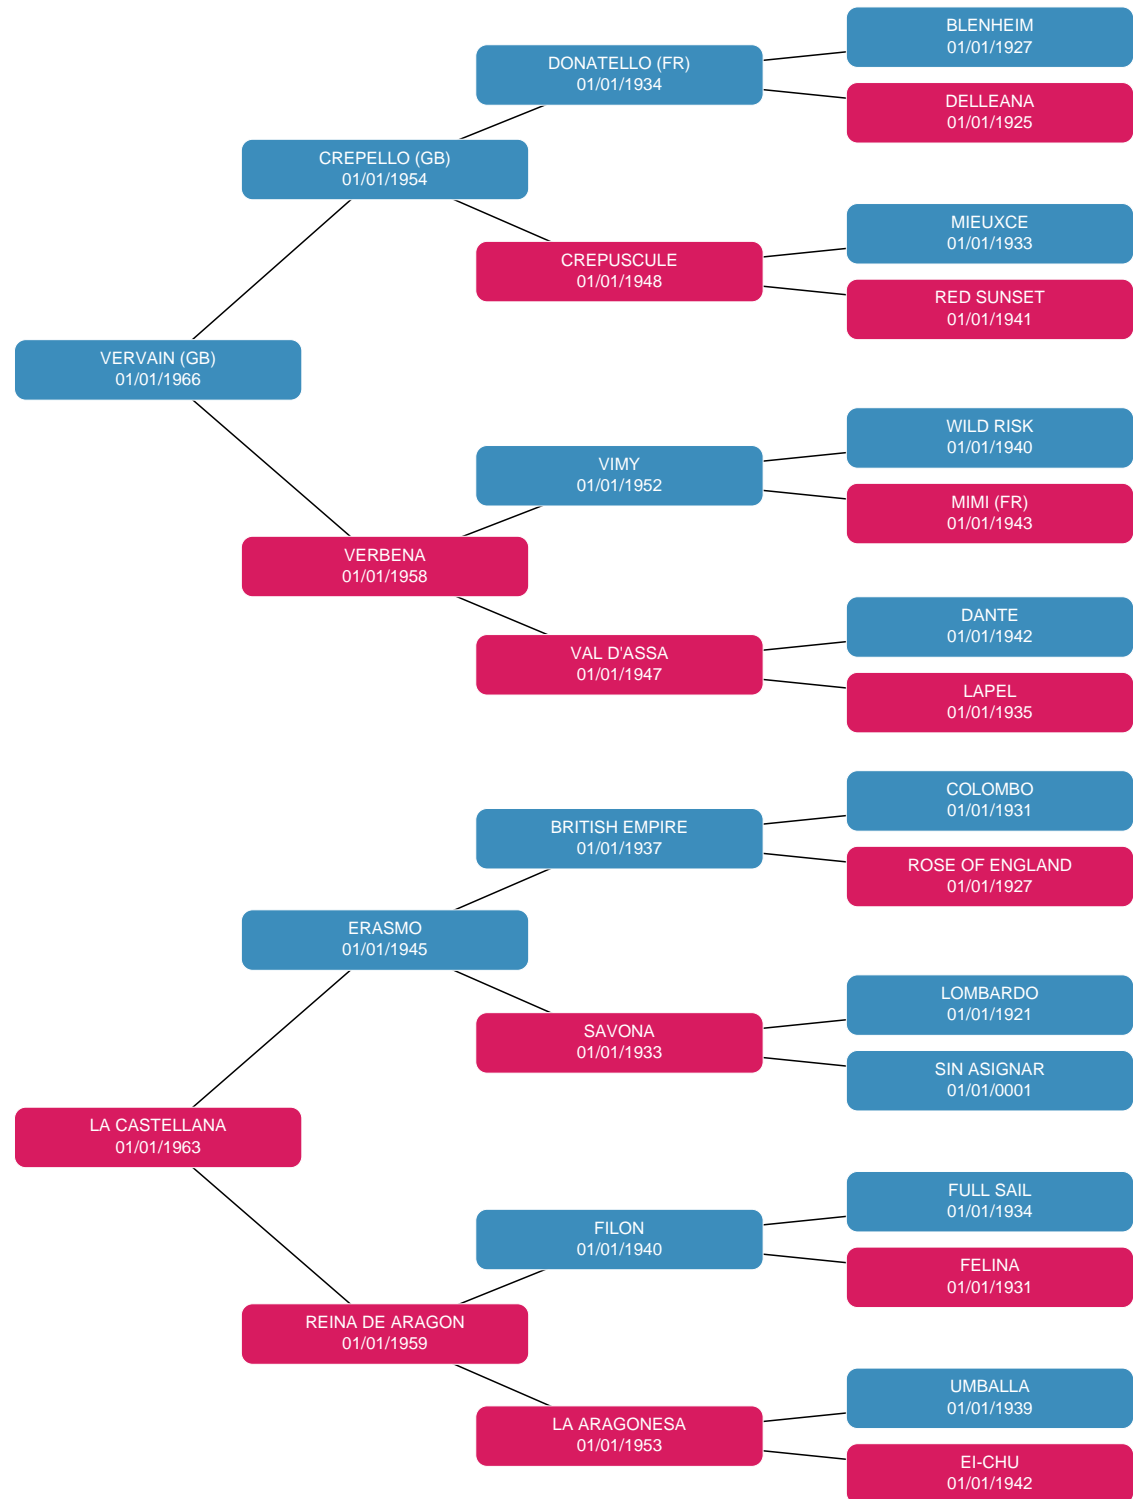 BLENHEIM
01/01/1927
DONATELLO (FR)
01/01/1934
DELLEANA
01/01/1925
CREPELLO (GB)
01/01/1954
MIEUXCE
01/01/1933
CREPUSCULE
01/01/1948
RED SUNSET
01/01/1941
VERVAIN (GB)
01/01/1966
WILD RISK
01/01/1940
VIMY
01/01/1952
MIMI (FR)
01/01/1943
VERBENA
01/01/1958
DANTE
01/01/1942
VAL D'ASSA
01/01/1947
LAPEL
01/01/1935
COLOMBO
01/01/1931
BRITISH EMPIRE
01/01/1937
ROSE OF ENGLAND
01/01/1927
ERASMO
01/01/1945
LOMBARDO
01/01/1921
SAVONA
01/01/1933
SIN ASIGNAR
01/01/0001
LA CASTELLANA
01/01/1963
FULL SAIL
01/01/1934
FILON
01/01/1940
FELINA
01/01/1931
REINA DE ARAGON
01/01/1959
UMBALLA
01/01/1939
LA ARAGONESA
01/01/1953
EI-CHU
01/01/1942